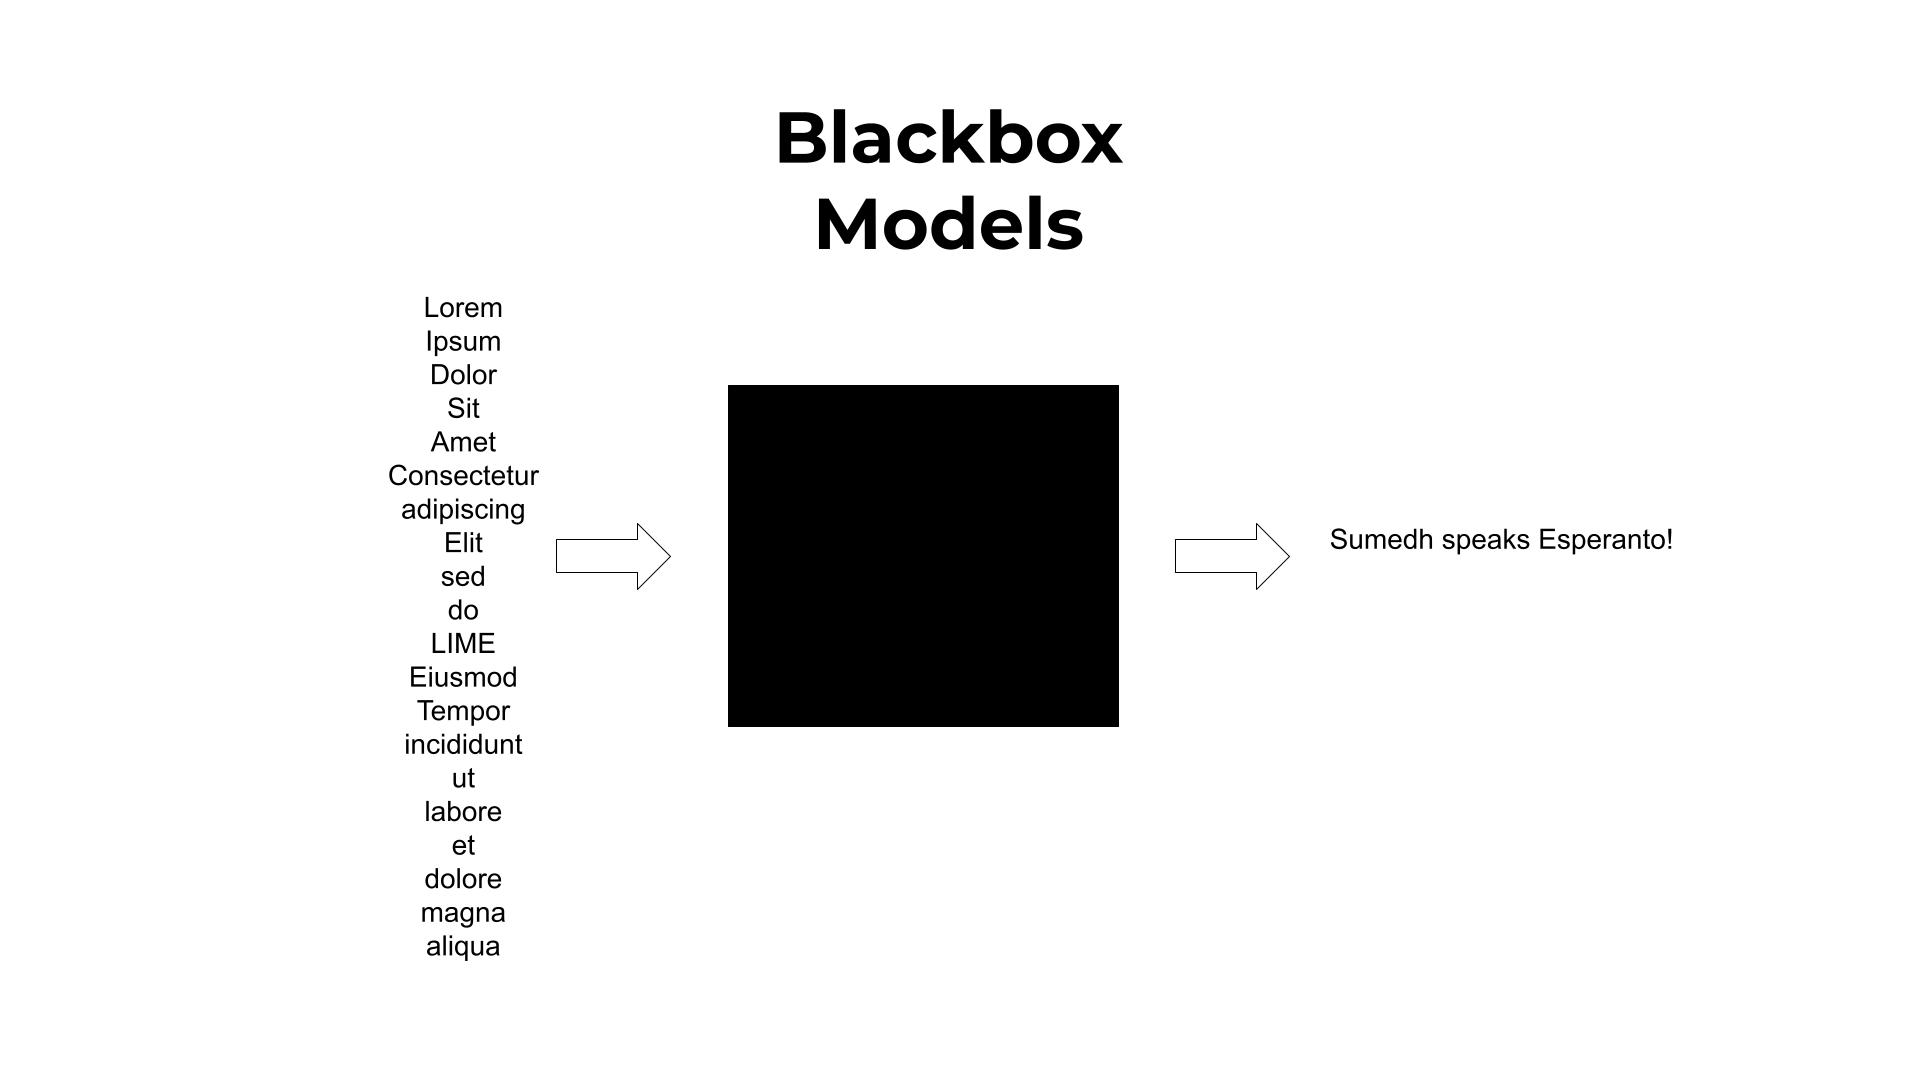 Blackbox
Models
Lorem
Ipsum
Dolor
Sit
Amet
Consectetur
adipiscing
Elit
sed
do
LIME
Eiusmod
Tempor
incididunt
ut
labore
et
dolore
magna
aliqua
Sumedh speaks Esperanto!